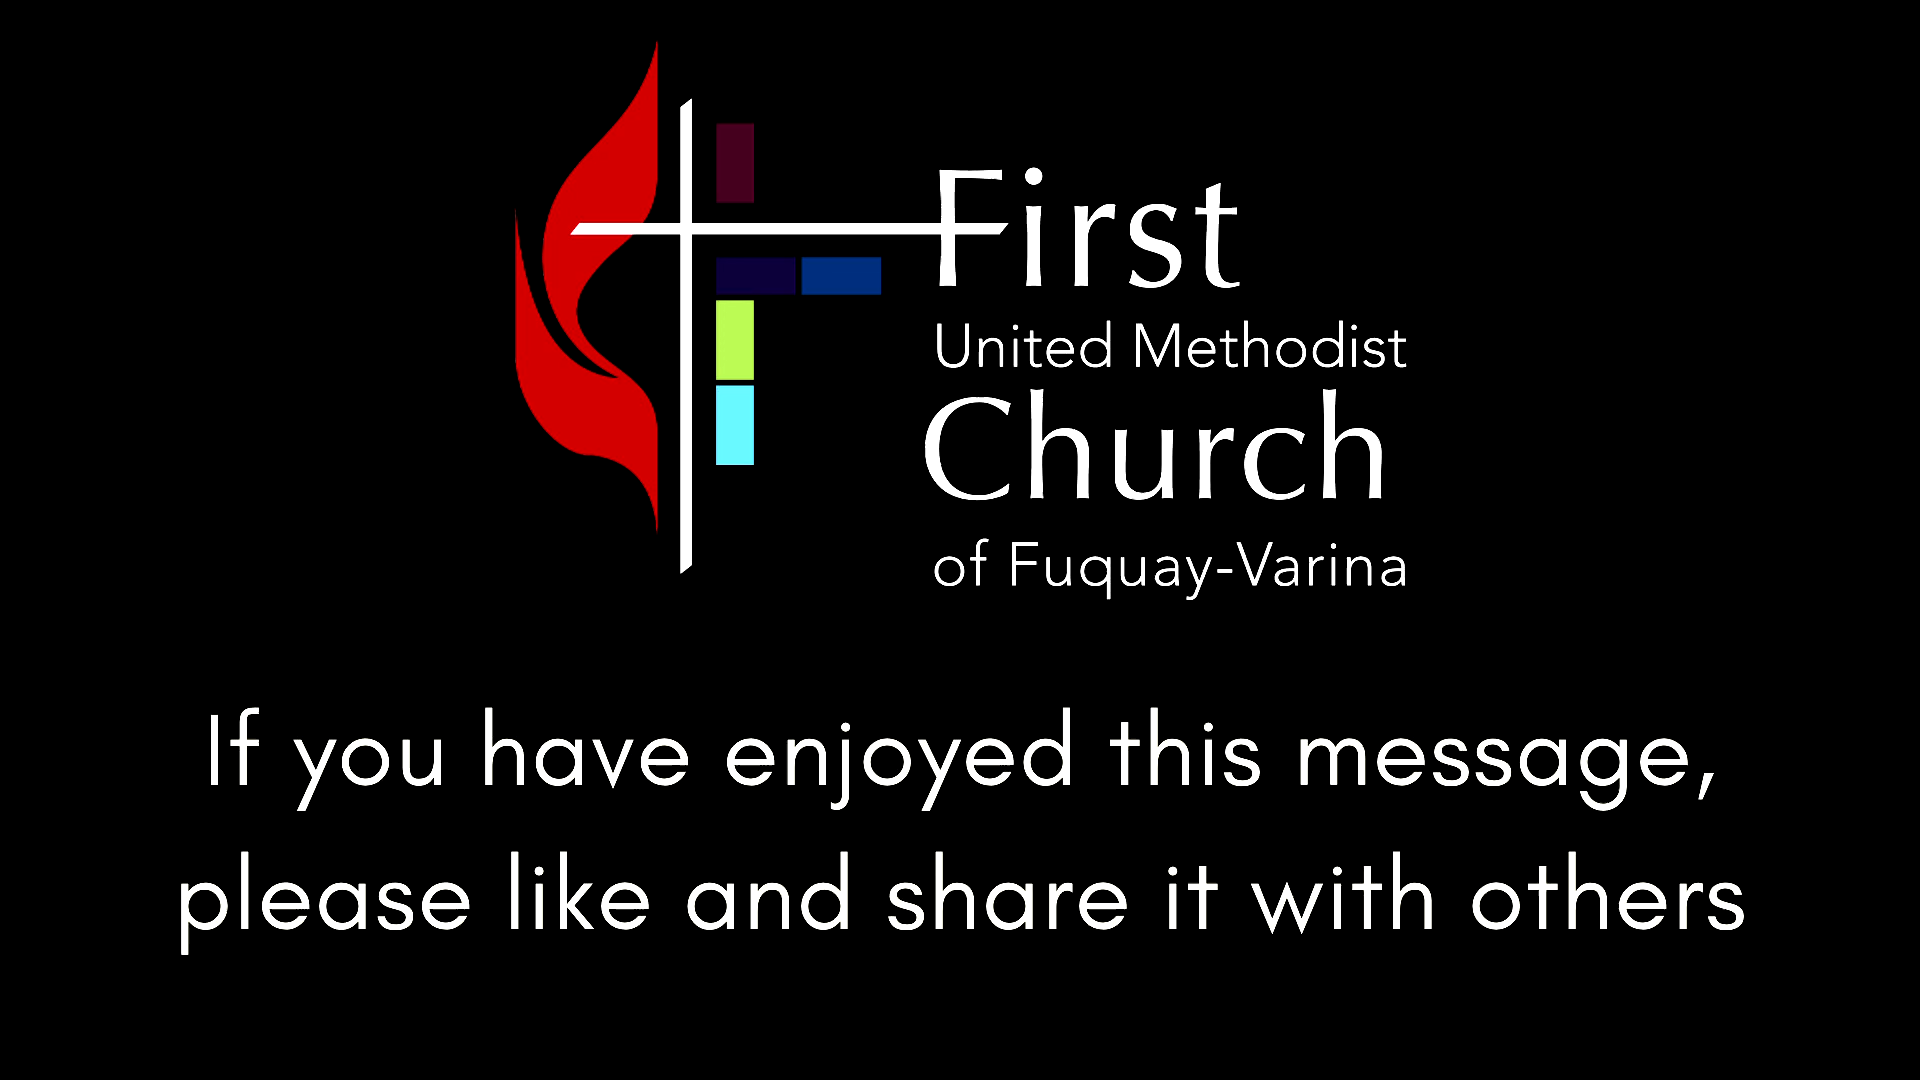 First
United Methodist
Church
of Fuquay-Varina
If you have enjoyed this message,
please like and share it with others